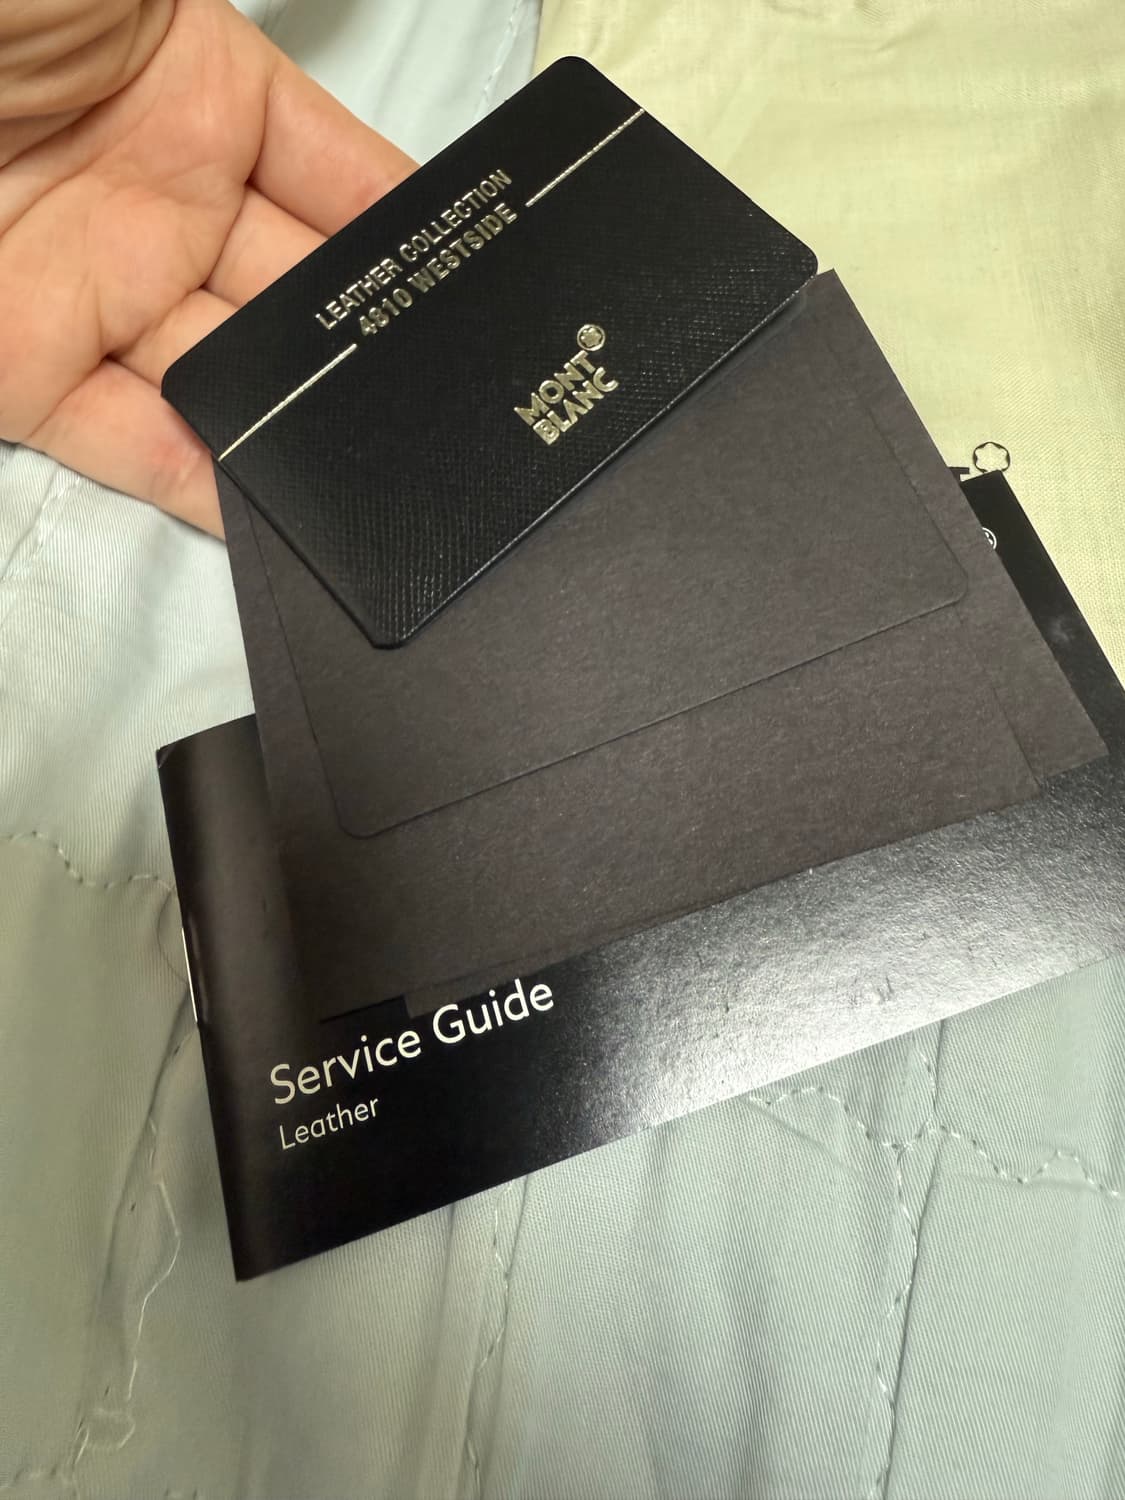 LEATHER COLLECTION
4810 WESTSIDE
MONT
BLANC
Service Guide
Leather